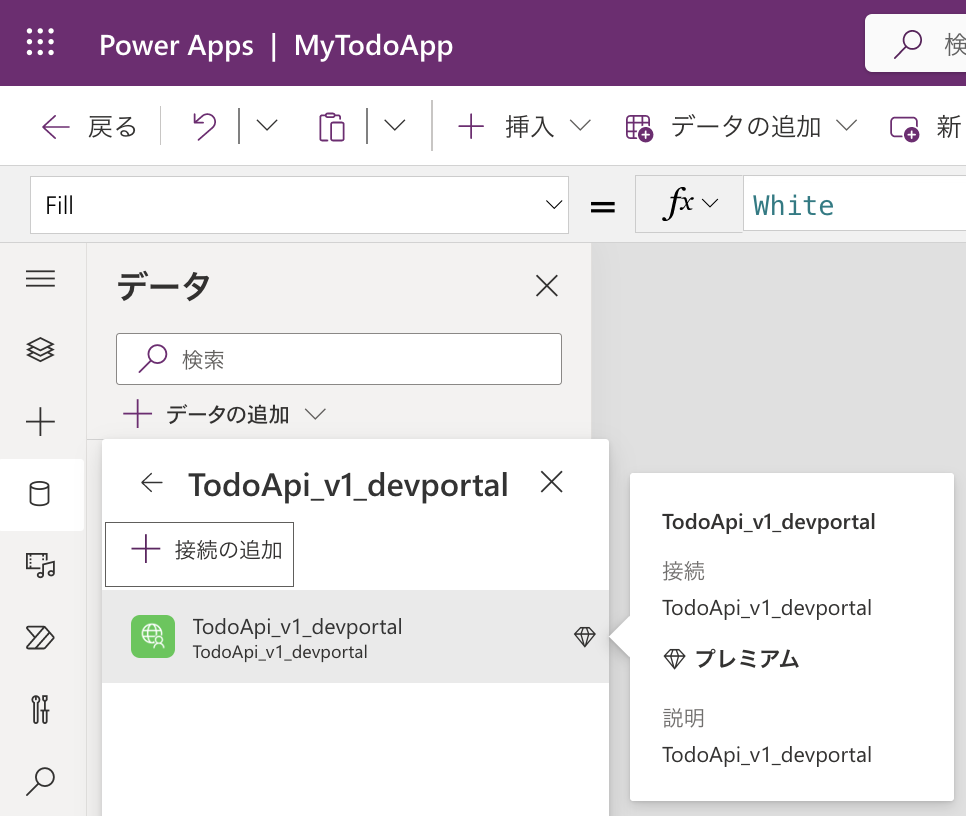 Power Apps | MyTodoApp
検
戻る
挿入
データの追加
新
Fill
=
fx
White
データ
検索
データの追加
TodoApi_v1_devportal
接続の追加
TodoApi_v1_devportal
TodoApi_v1_devportal
TodoApi_v1_devportal
接続
TodoApi_v1_devportal
プレミアム
説明
TodoApi_v1_devportal